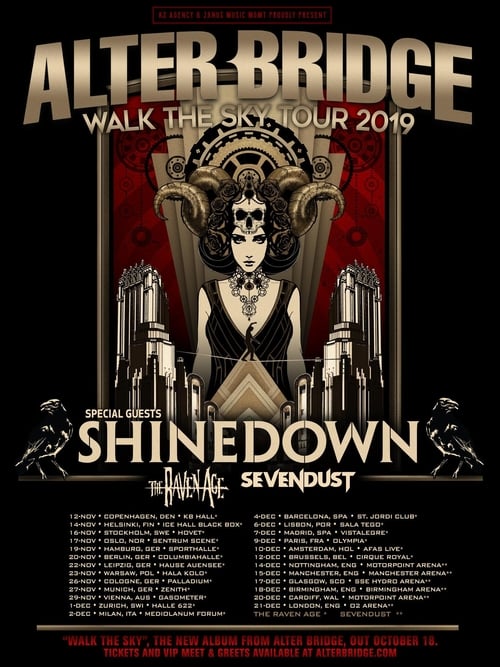 K2 AGENCY & JANUS MUSIC MGMT PROUDLY PRESENT
ALTER BRIDGE
WALK THE SKY TOUR 2019
SPECIAL GUESTS
SHINEDOWN
THE RAVEN AGE SEVENDUST
12-NOV • COPENHAGEN, DEN • KB HALL*
14-NOV • HELSINKI, FIN • ICE HALL BLACK BOX*
16-NOV • STOCKHOLM, SWE • HOVET*
17-NOV • OSLO, NOR • SENTRUM SCENE*
19-NOV • HAMBURG, GER • SPORTHALLE*
20-NOV • BERLIN, GER • COLUMBIAHALLE*
22-NOV • LEIPZIG, GER • HAUSE AUENSEE*
23-NOV • WARSAW, POL • HALA KOLO*
26-NOV • COLOGNE, GER • PALLADIUM*
27-NOV • MUNICH, GER • ZENITH*
29-NOV • VIENNA, AUS • GASOMETER*
1-DEC • ZURICH, SWI • HALLE 622*
2-DEC • MILAN, ITA • MEDIOLANUM FORUM*
4-DEC • BARCELONA, SPA • ST. JORDI CLUB*
6-DEC • LISBON, POR • SALA TEJO*
7-DEC • MADRID, SPA • VISTALEGRE*
9-DEC • PARIS, FRA • OLYMPIA*
10-DEC • AMSTERDAM, HOL • AFAS LIVE*
12-DEC • BRUSSELS, BEL • CIRQUE ROYAL*
14-DEC • NOTTINGHAM, ENG • MOTORPOINT ARENA**
15-DEC • MANCHESTER, ENG • MANCHESTER ARENA**
17-DEC • GLASGOW, SCO • SSE HYDRO ARENA**
18-DEC • BIRMINGHAM, ENG • BIRMINGHAM ARENA**
20-DEC • CARDIFF, WAL • MOTORPOINT ARENA**
21-DEC • LONDON, ENG • O2 ARENA**
THE RAVEN AGE * SEVENDUST **
"WALK THE SKY", THE NEW ALBUM FROM ALTER BRIDGE, OUT OCTOBER 18.
TICKETS AND VIP MEET & GREETS AVAILABLE AT ALTERBRIDGE.COM